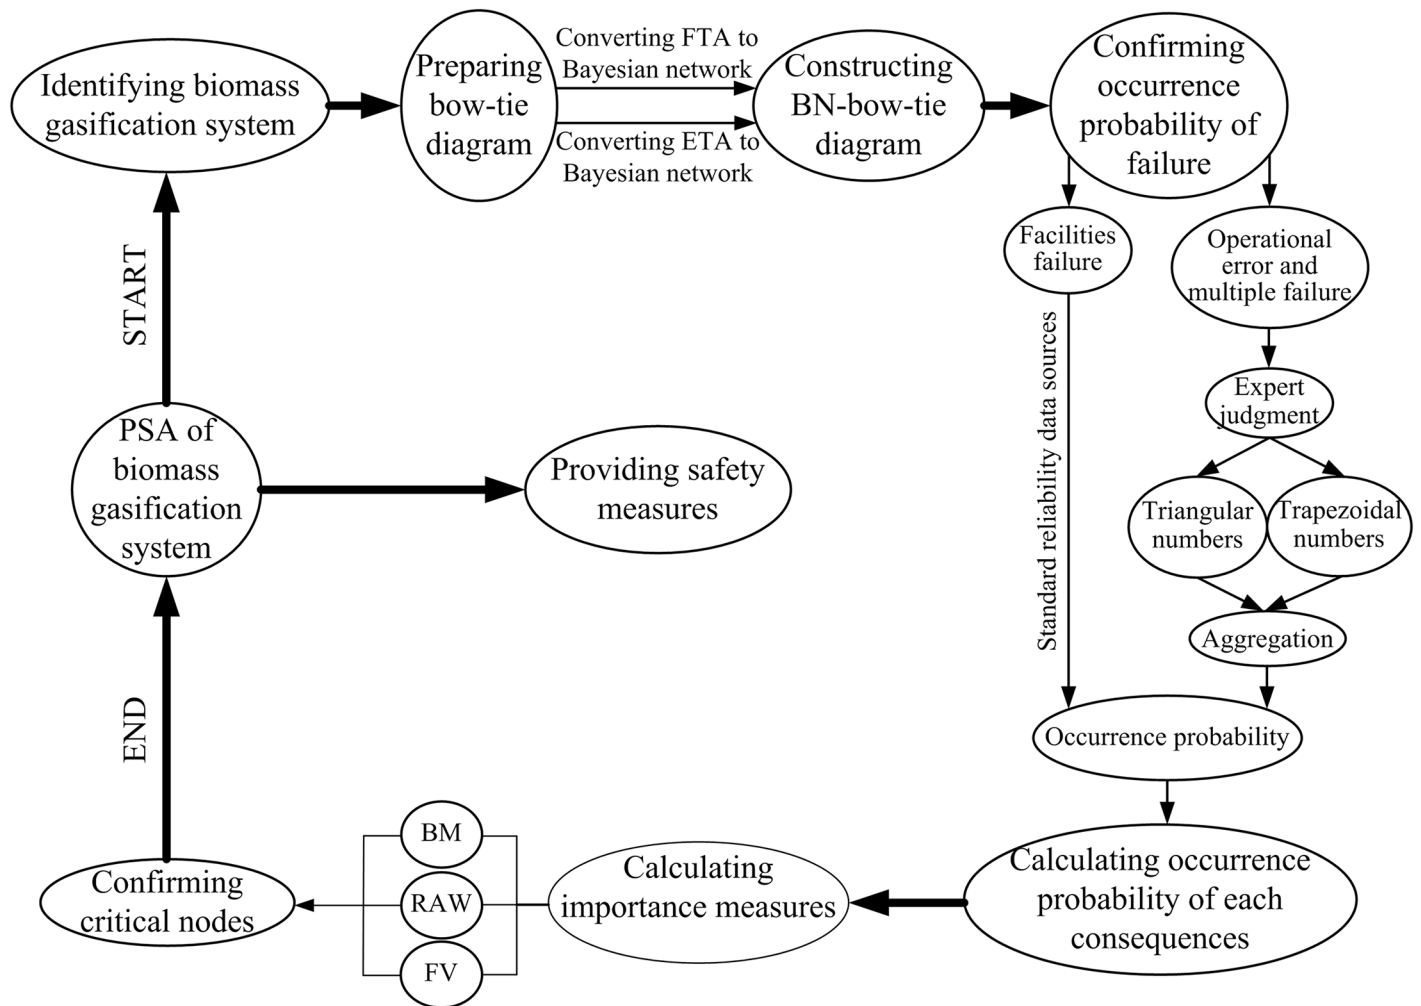 Identifying biomass
gasification system
Preparing
bow-tie
diagram
Converting FTA to
Bayesian network
Converting ETA to
Bayesian network
Constructing
BN-bow-tie
diagram
Confirming
occurrence
probability of
failure
Facilities
failure
Operational
error and
multiple failure
Standard reliability data sources
Expert
judgment
Triangular
numbers
Trapezoidal
numbers
Aggregation
Occurrence probability
Calculating occurrence
probability of each
consequences
Calculating
importance measures
BM
RAW
FV
Confirming
critical nodes
END
PSA of
biomass
gasification
system
START
Providing safety
measures